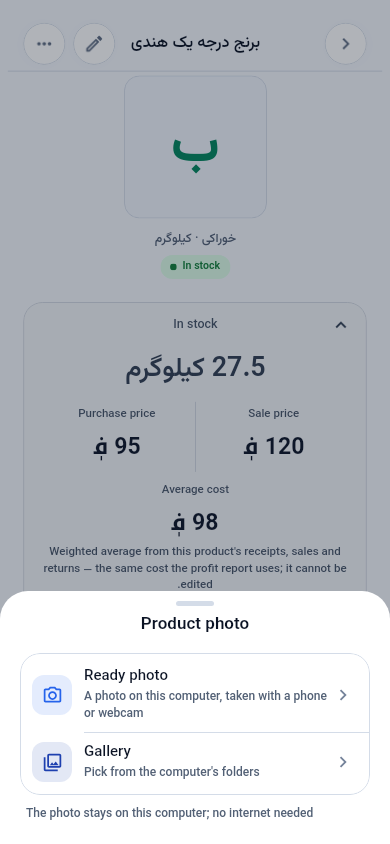 برنج درجه یک هندی
ب
خوراکی · کیلوگرم
In stock
In stock
27.5 کیلوگرم
Purchase price
Sale price
95 ؋
120 ؋
Average cost
98 ؋
Weighted average from this product's receipts, sales and
returns — the same cost the profit report uses; it cannot be
.edited
Product photo
Ready photo
A photo on this computer, taken with a phone
or webcam
Gallery
Pick from the computer's folders
The photo stays on this computer; no internet needed